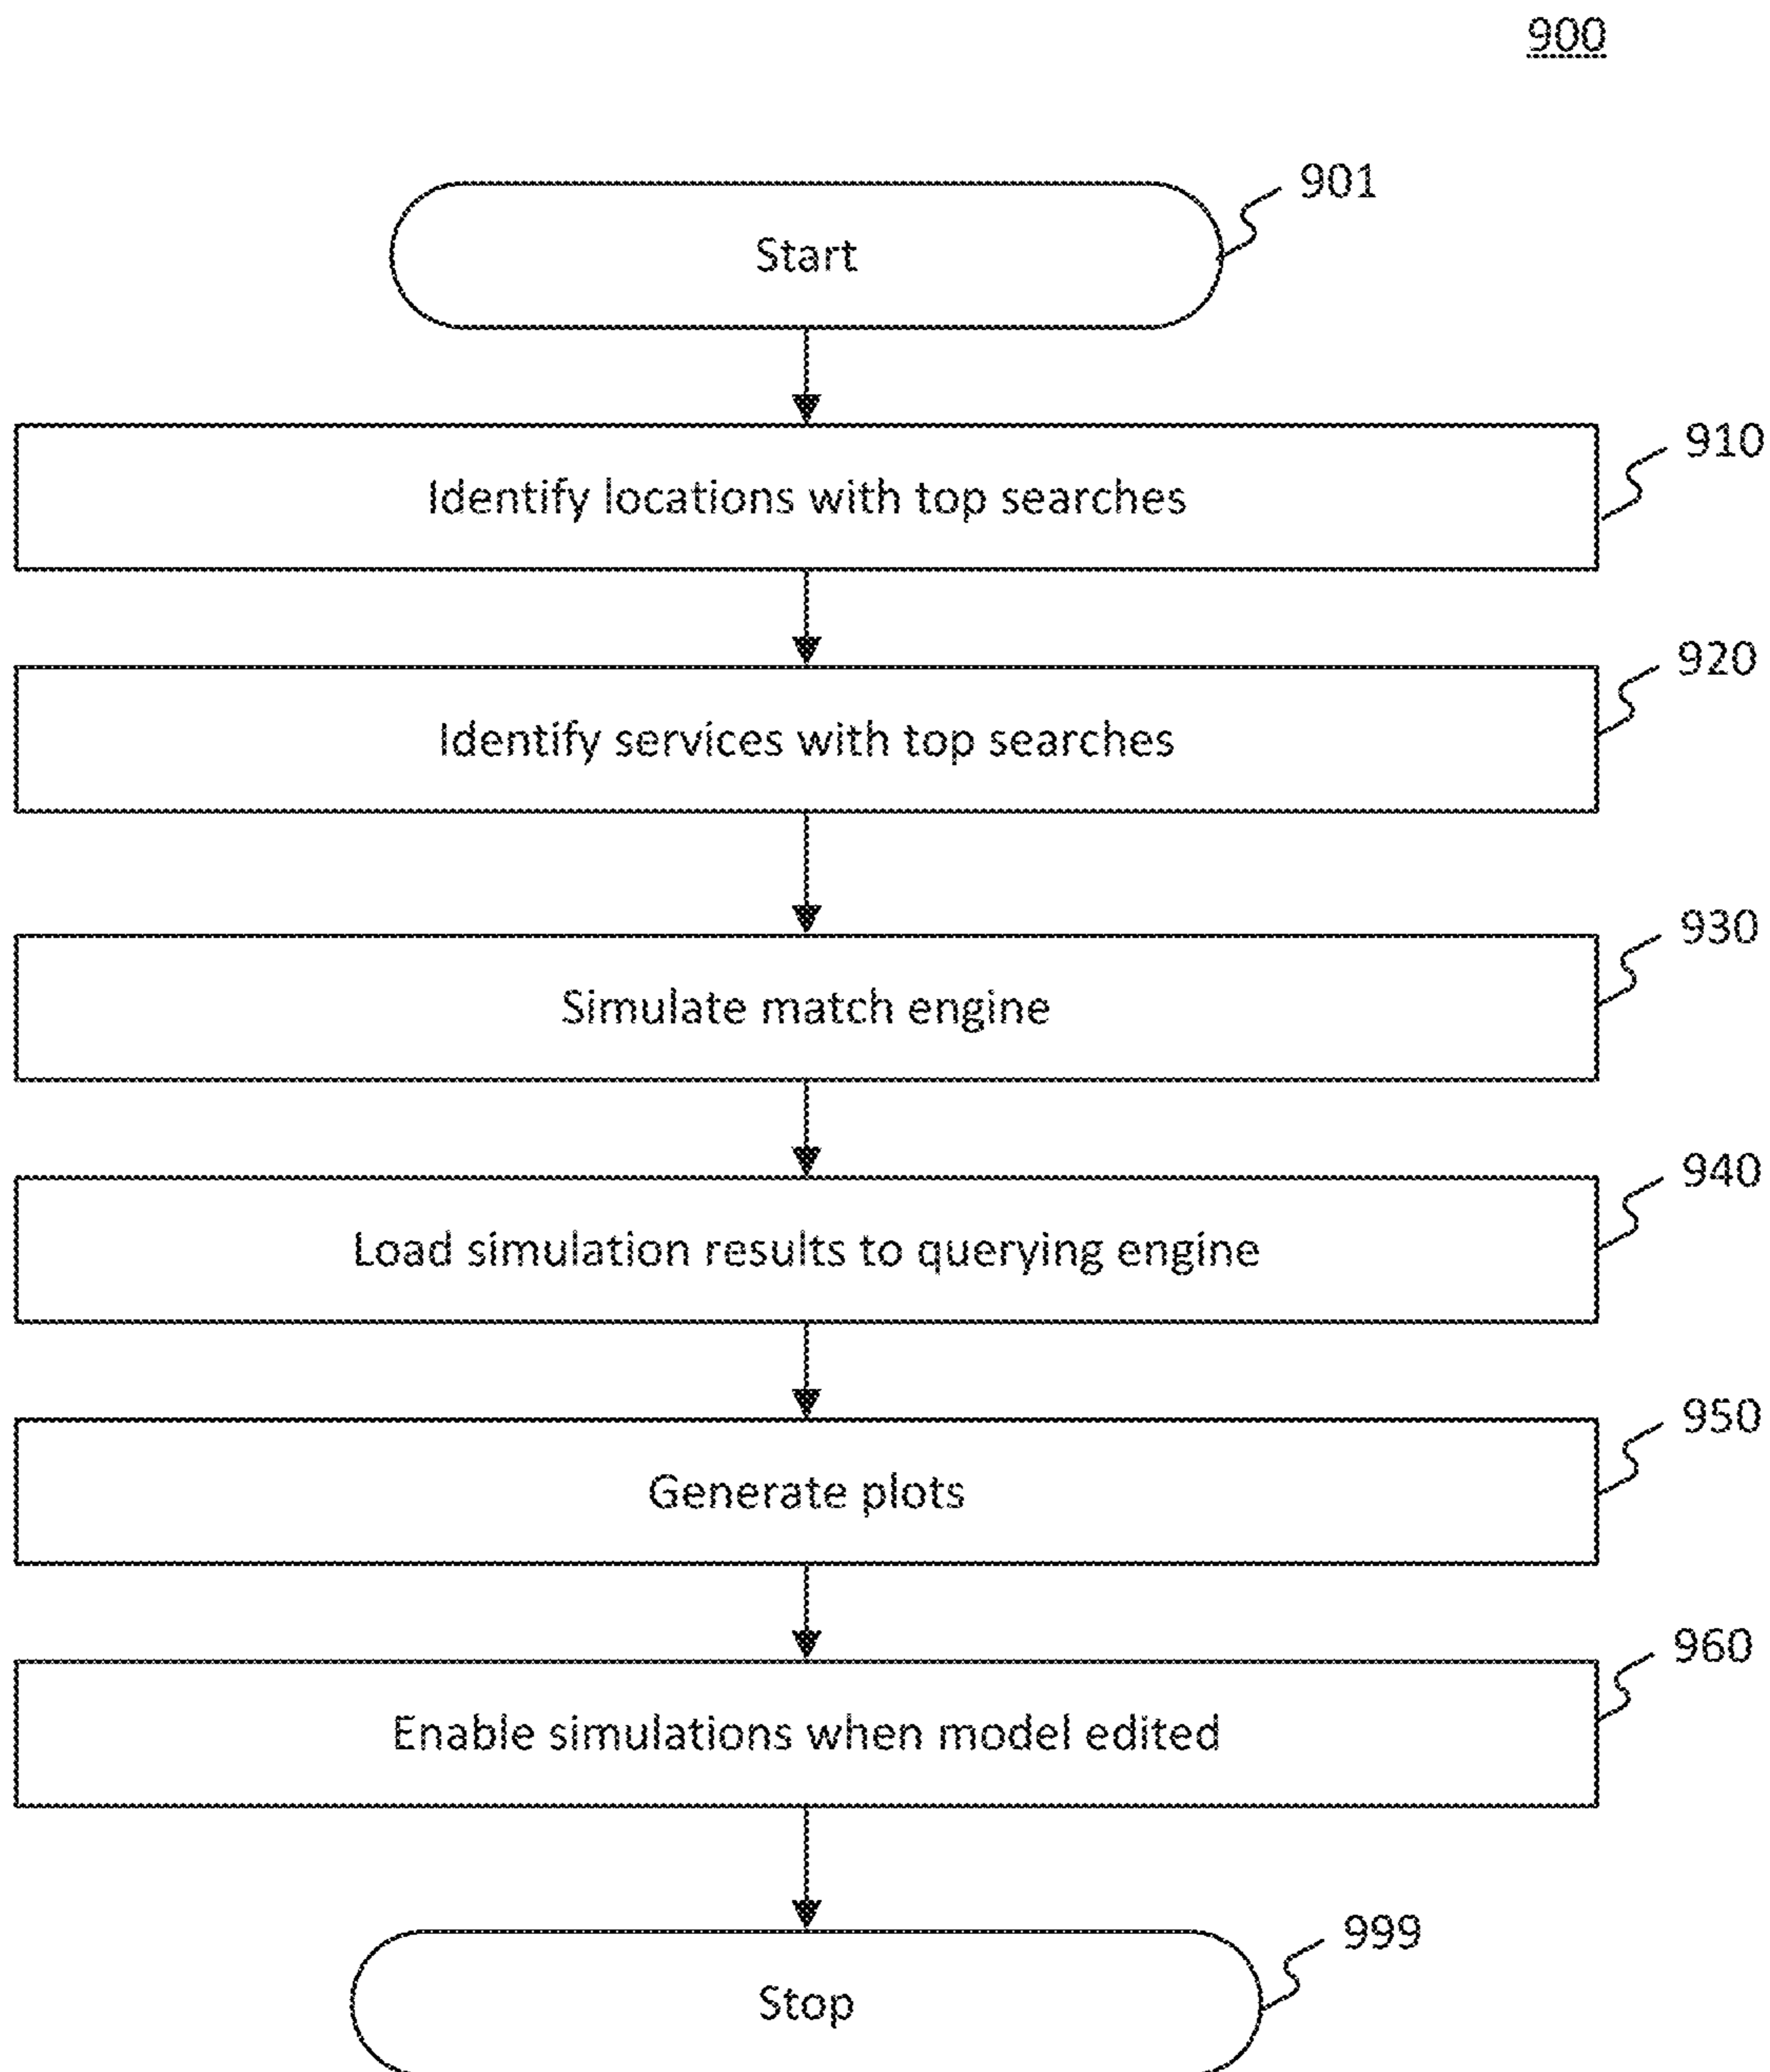 900
901
Start
910
Identify locations with top searches
920
Identify services with top searches
930
Simulate match engine
940
Load simulation results to querying engine
950
Generate plots
960
Enable simulations when model edited
999
Stop